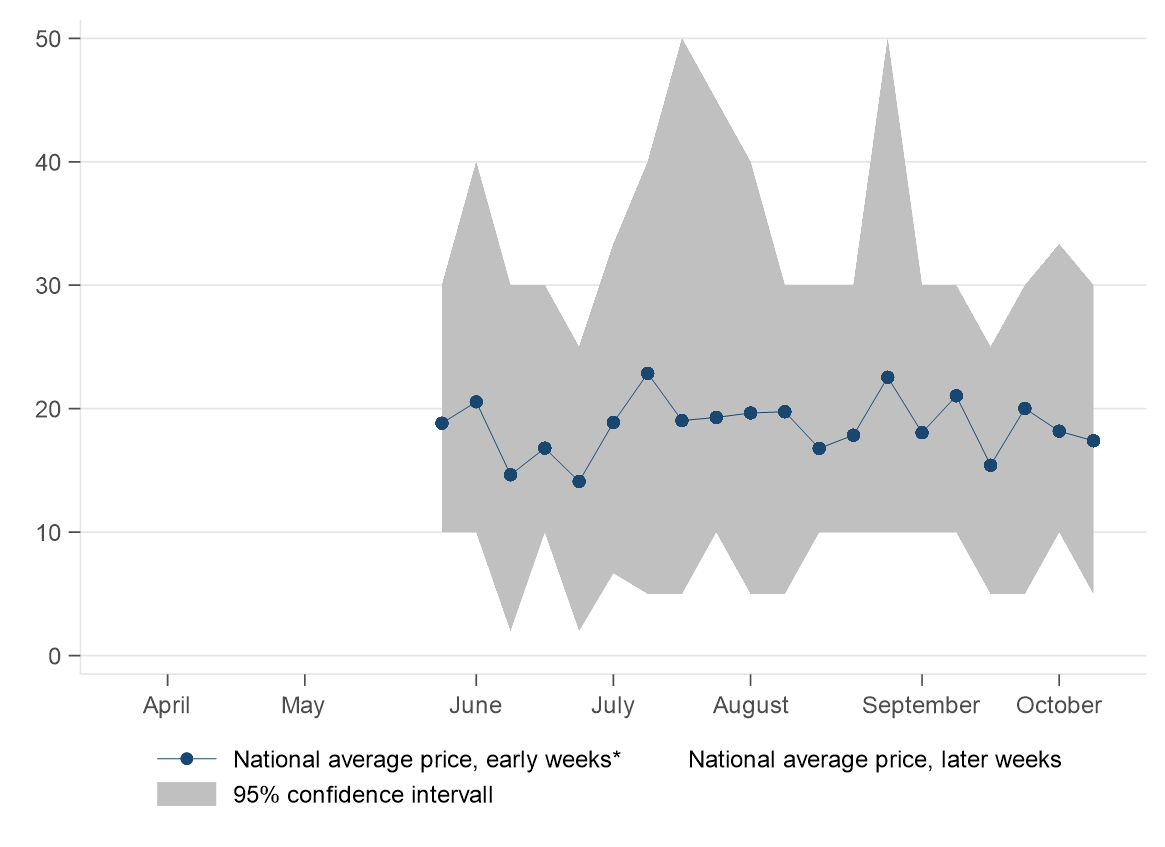 50
40
30
20
10
0
April May June July August September October
National average price, early weeks* National average price, later weeks
95% confidence intervall